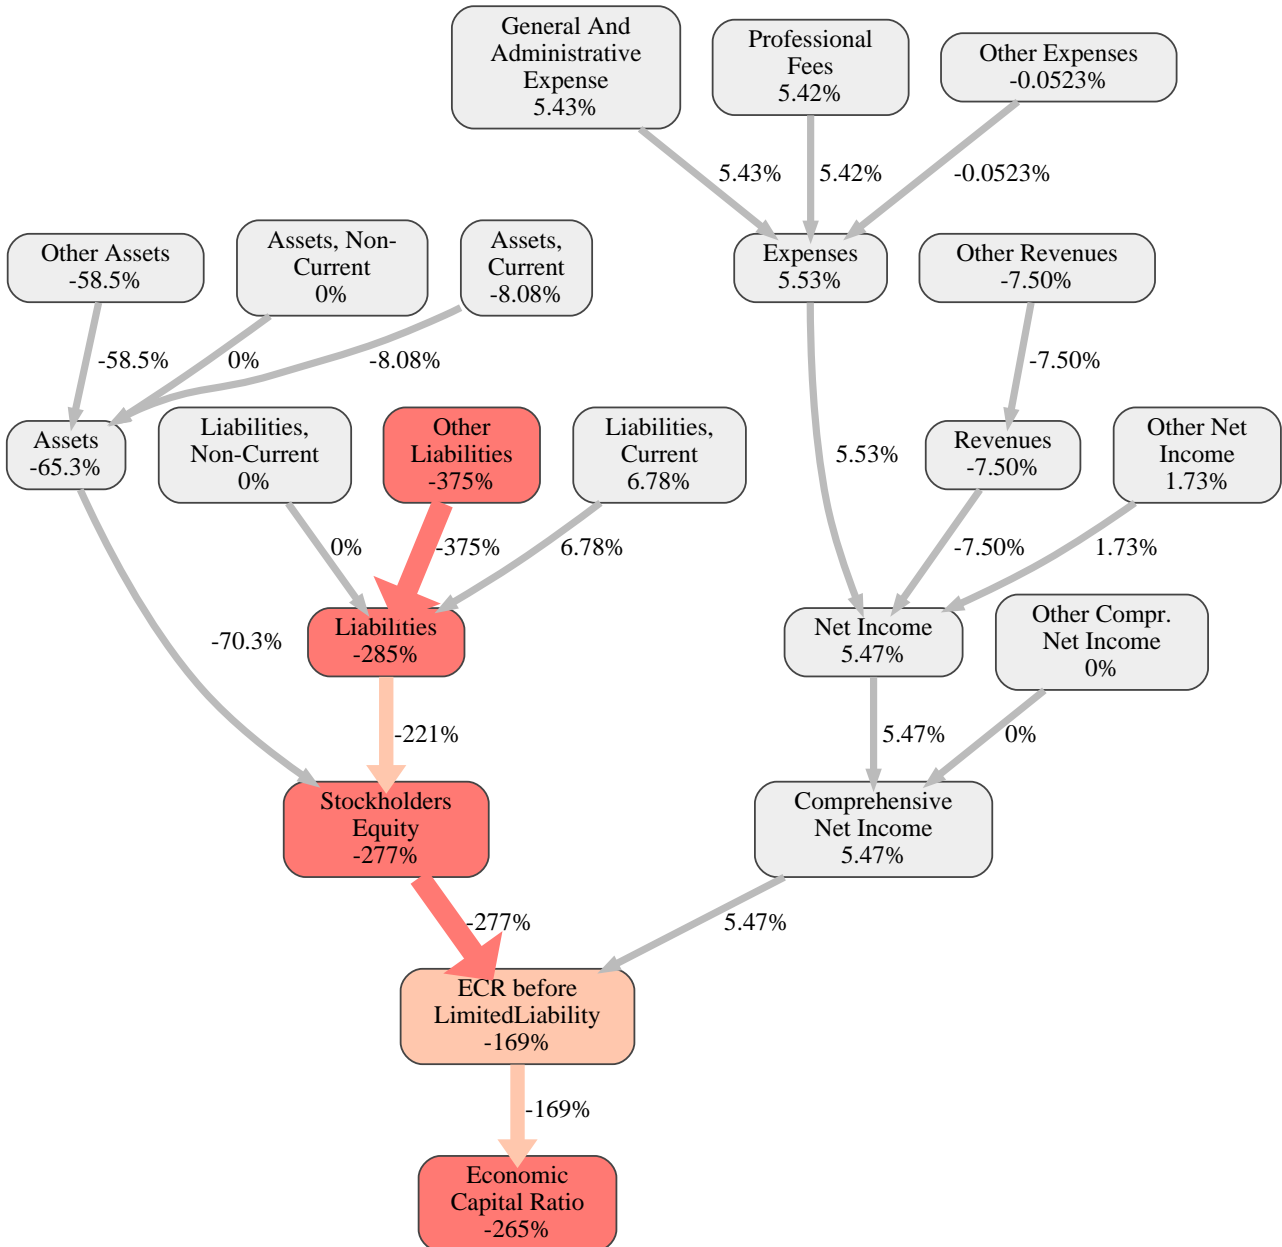 General And
Administrative
Expense
5.43%
Professional
Fees
5.42%
Other Expenses
-0.0523%
5.43%
5.42%
-0.0523%
Other Assets
-58.5%
Assets, Non-
Current
0%
Assets,
Current
-8.08%
Expenses
5.53%
Other Revenues
-7.50%
-58.5%
0%
-8.08%
-7.50%
Assets
-65.3%
Liabilities,
Non-Current
0%
Other
Liabilities
-375%
Liabilities,
Current
6.78%
5.53%
Revenues
-7.50%
Other Net
Income
1.73%
0%
-375%
6.78%
-7.50%
1.73%
-70.3%
Liabilities
-285%
Net Income
5.47%
Other Compr.
Net Income
0%
-221%
5.47%
0%
Stockholders
Equity
-277%
Comprehensive
Net Income
5.47%
-277%
5.47%
ECR before
LimitedLiability
-169%
-169%
Economic
Capital Ratio
-265%